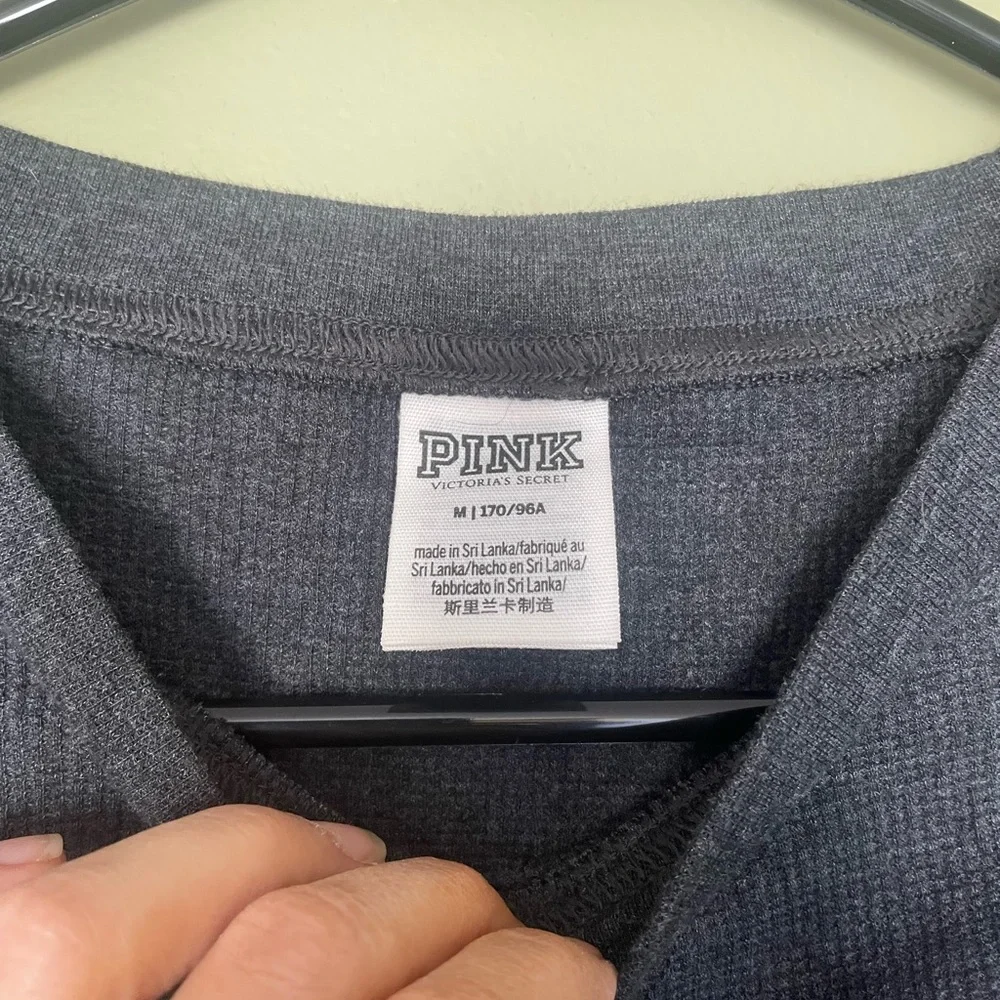 PINK
VICTORIA'S SECRET
M | 170/96A
made in Sri Lanka/fabriqué au
Sri Lanka/hecho en Sri Lanka/
fabbricato in Sri Lanka/
斯里兰卡制造